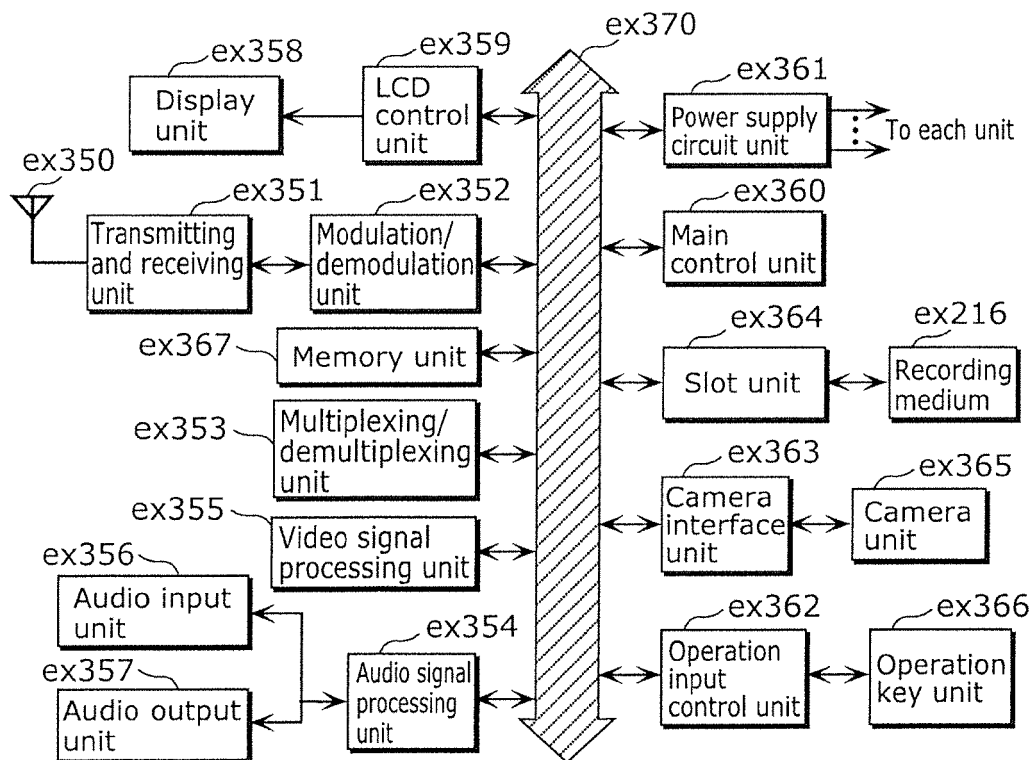 ex358
Display
unit
ex359
LCD
control
unit
ex370
ex361
Power supply
circuit unit
To each unit
ex350
ex351
Transmitting
and receiving
unit
ex352
Modulation/
demodulation
unit
ex360
Main
control unit
ex367
Memory unit
ex364
Slot unit
ex216
Recording
medium
ex353
Multiplexing/
demultiplexing
unit
ex363
Camera
interface
unit
ex365
Camera
unit
ex355
Video signal
processing unit
ex356
Audio input
unit
ex354
Audio signal
processing
unit
ex357
Audio output
unit
ex362
Operation
input
control unit
ex366
Operation
key unit